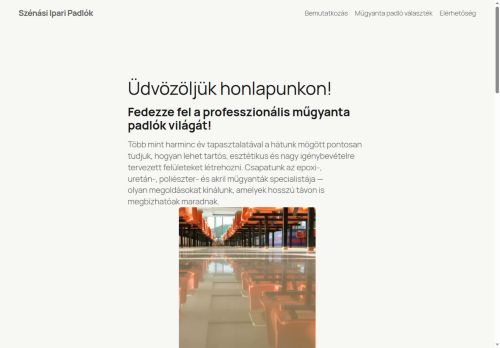 Szénási Ipari Padlók
Bemutatkozás Műgyanta padló választék Elérhetőség
Üdvözöljük honlapunkon!
Fedezze fel a professzionális műgyanta
padlók világát!
Több mint harminc év tapasztalatával a hátunk mögött pontosan
tudjuk, hogyan lehet tartós, esztétikus és nagy igénybevételre
tervezett felületeket létrehozni. Csapatunk az epoxi-,
uretán-, poliészter- és akril műgyanták specialistája —
olyan megoldásokat kínálunk, amelyek hosszú távon is
megbízhatóak maradnak.